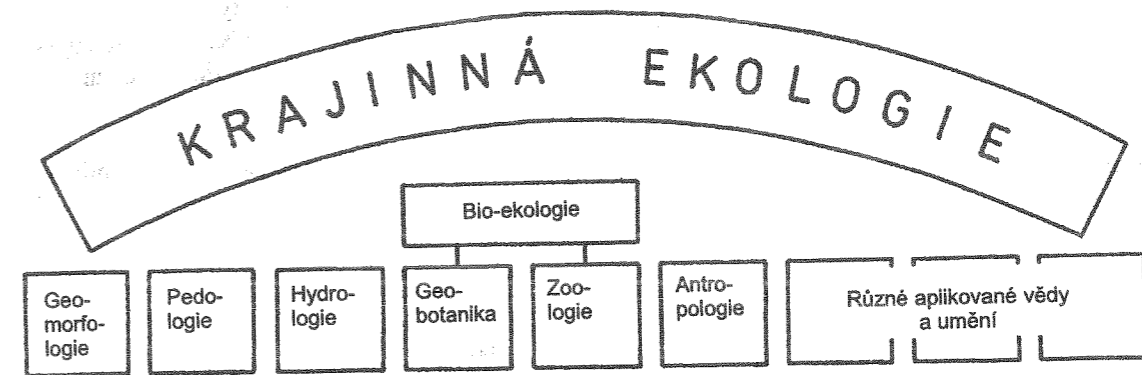 KRAJINNÁ EKOLOGIE
Bio-ekologie
Geo-
morfo-
logie
Pedo-
logie
Hydro-
logie
Geo-
botanika
Zoo-
logie
Antro-
pologie
Různé aplikované vědy
a umění